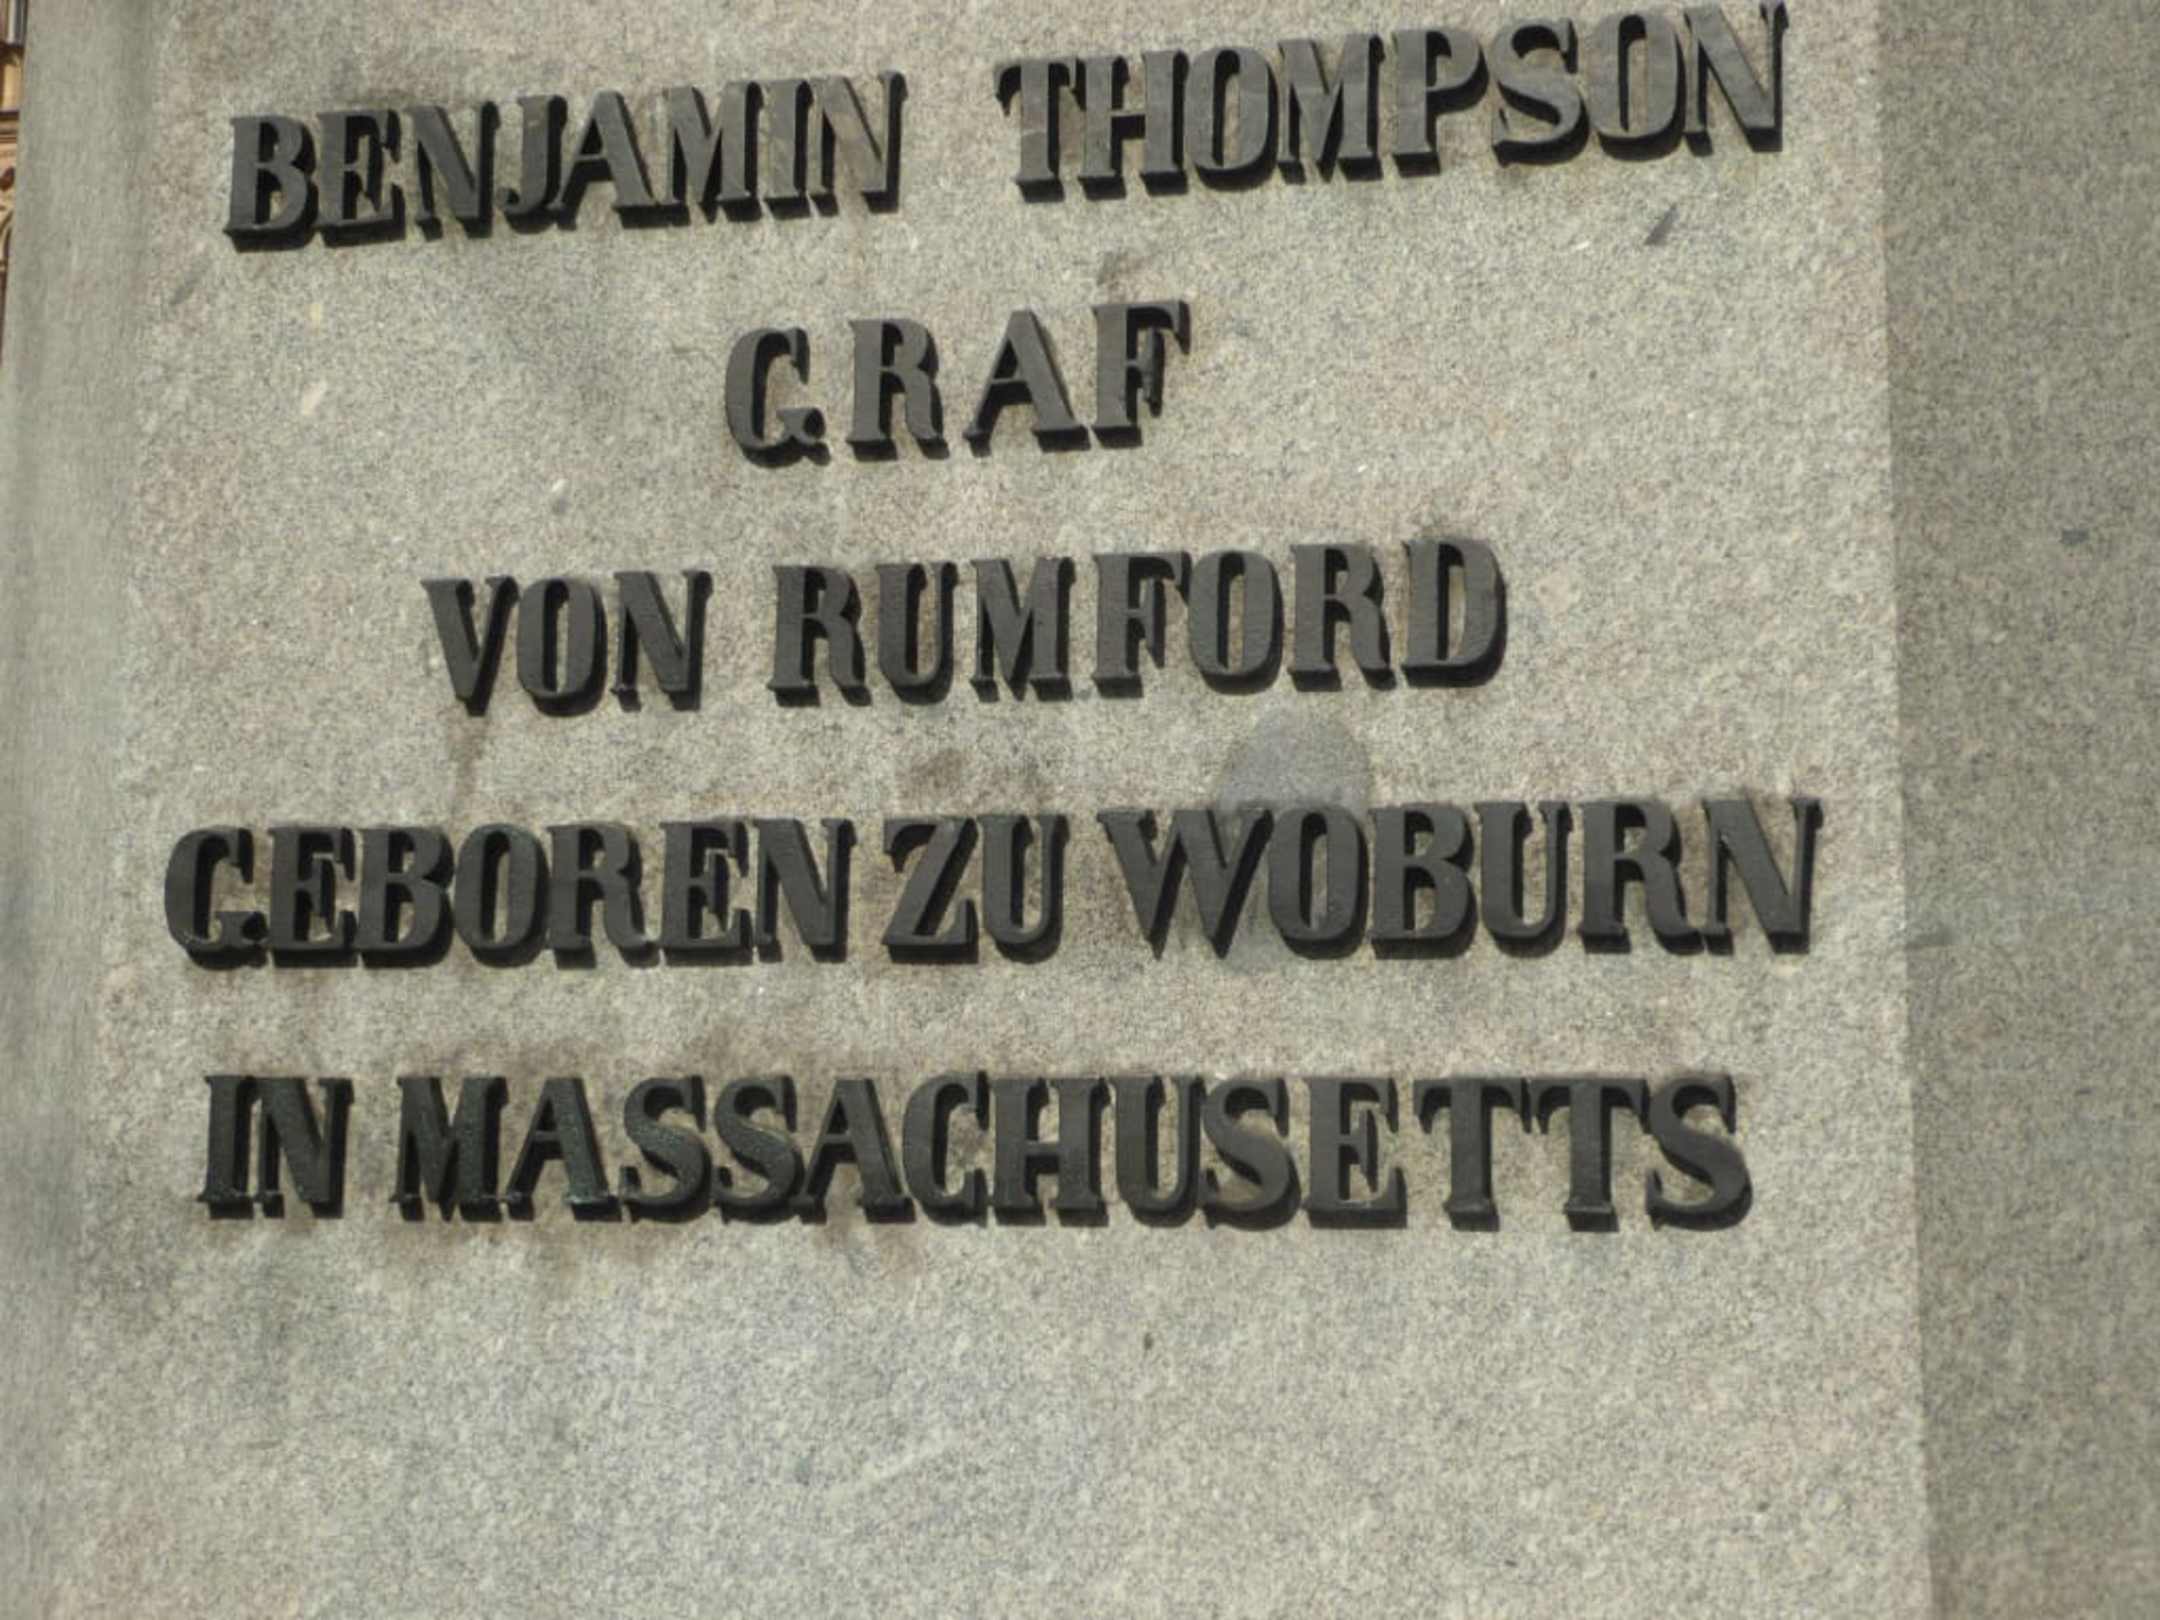 BENJAMIN THOMPSON
GRAF
VON RUMFORD
GEBOREN ZU WOBURN
IN MASSACHUSETTS